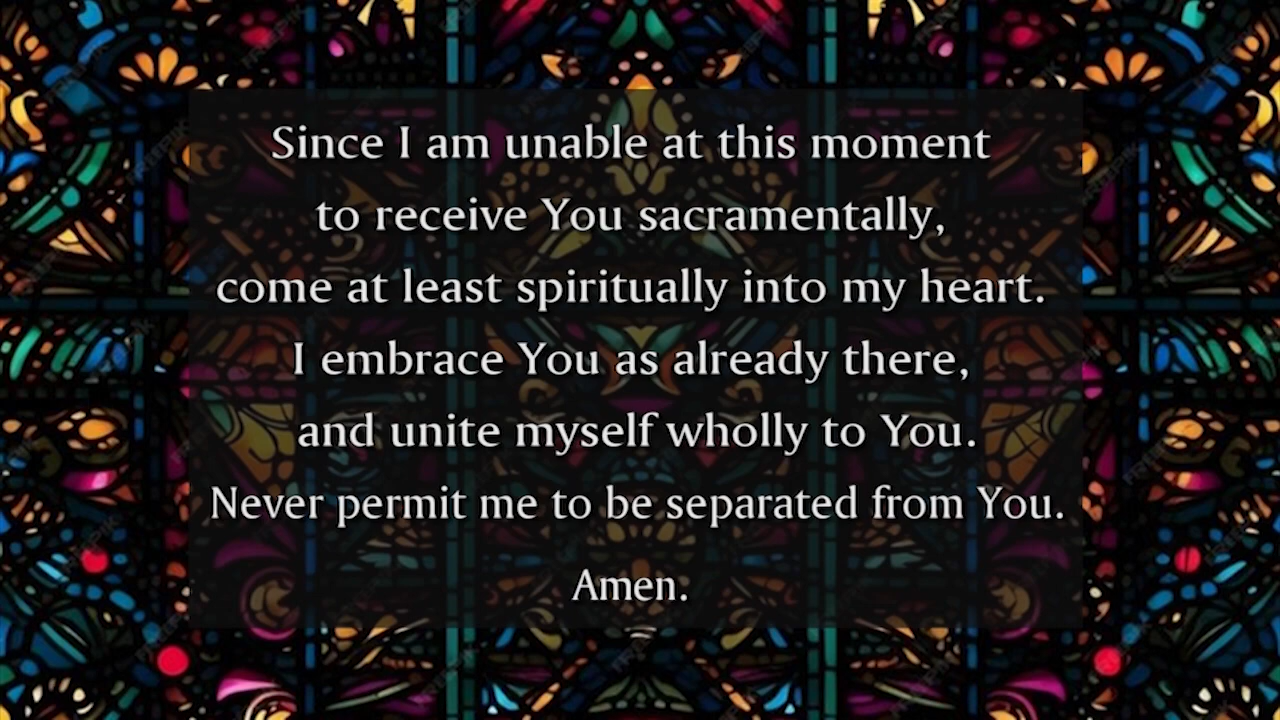 Since I am unable at this moment
to receive You sacramentally,
come at least spiritually into my heart.
I embrace You as already there,
and unite myself wholly to You.
Never permit me to be separated from You.
Amen.